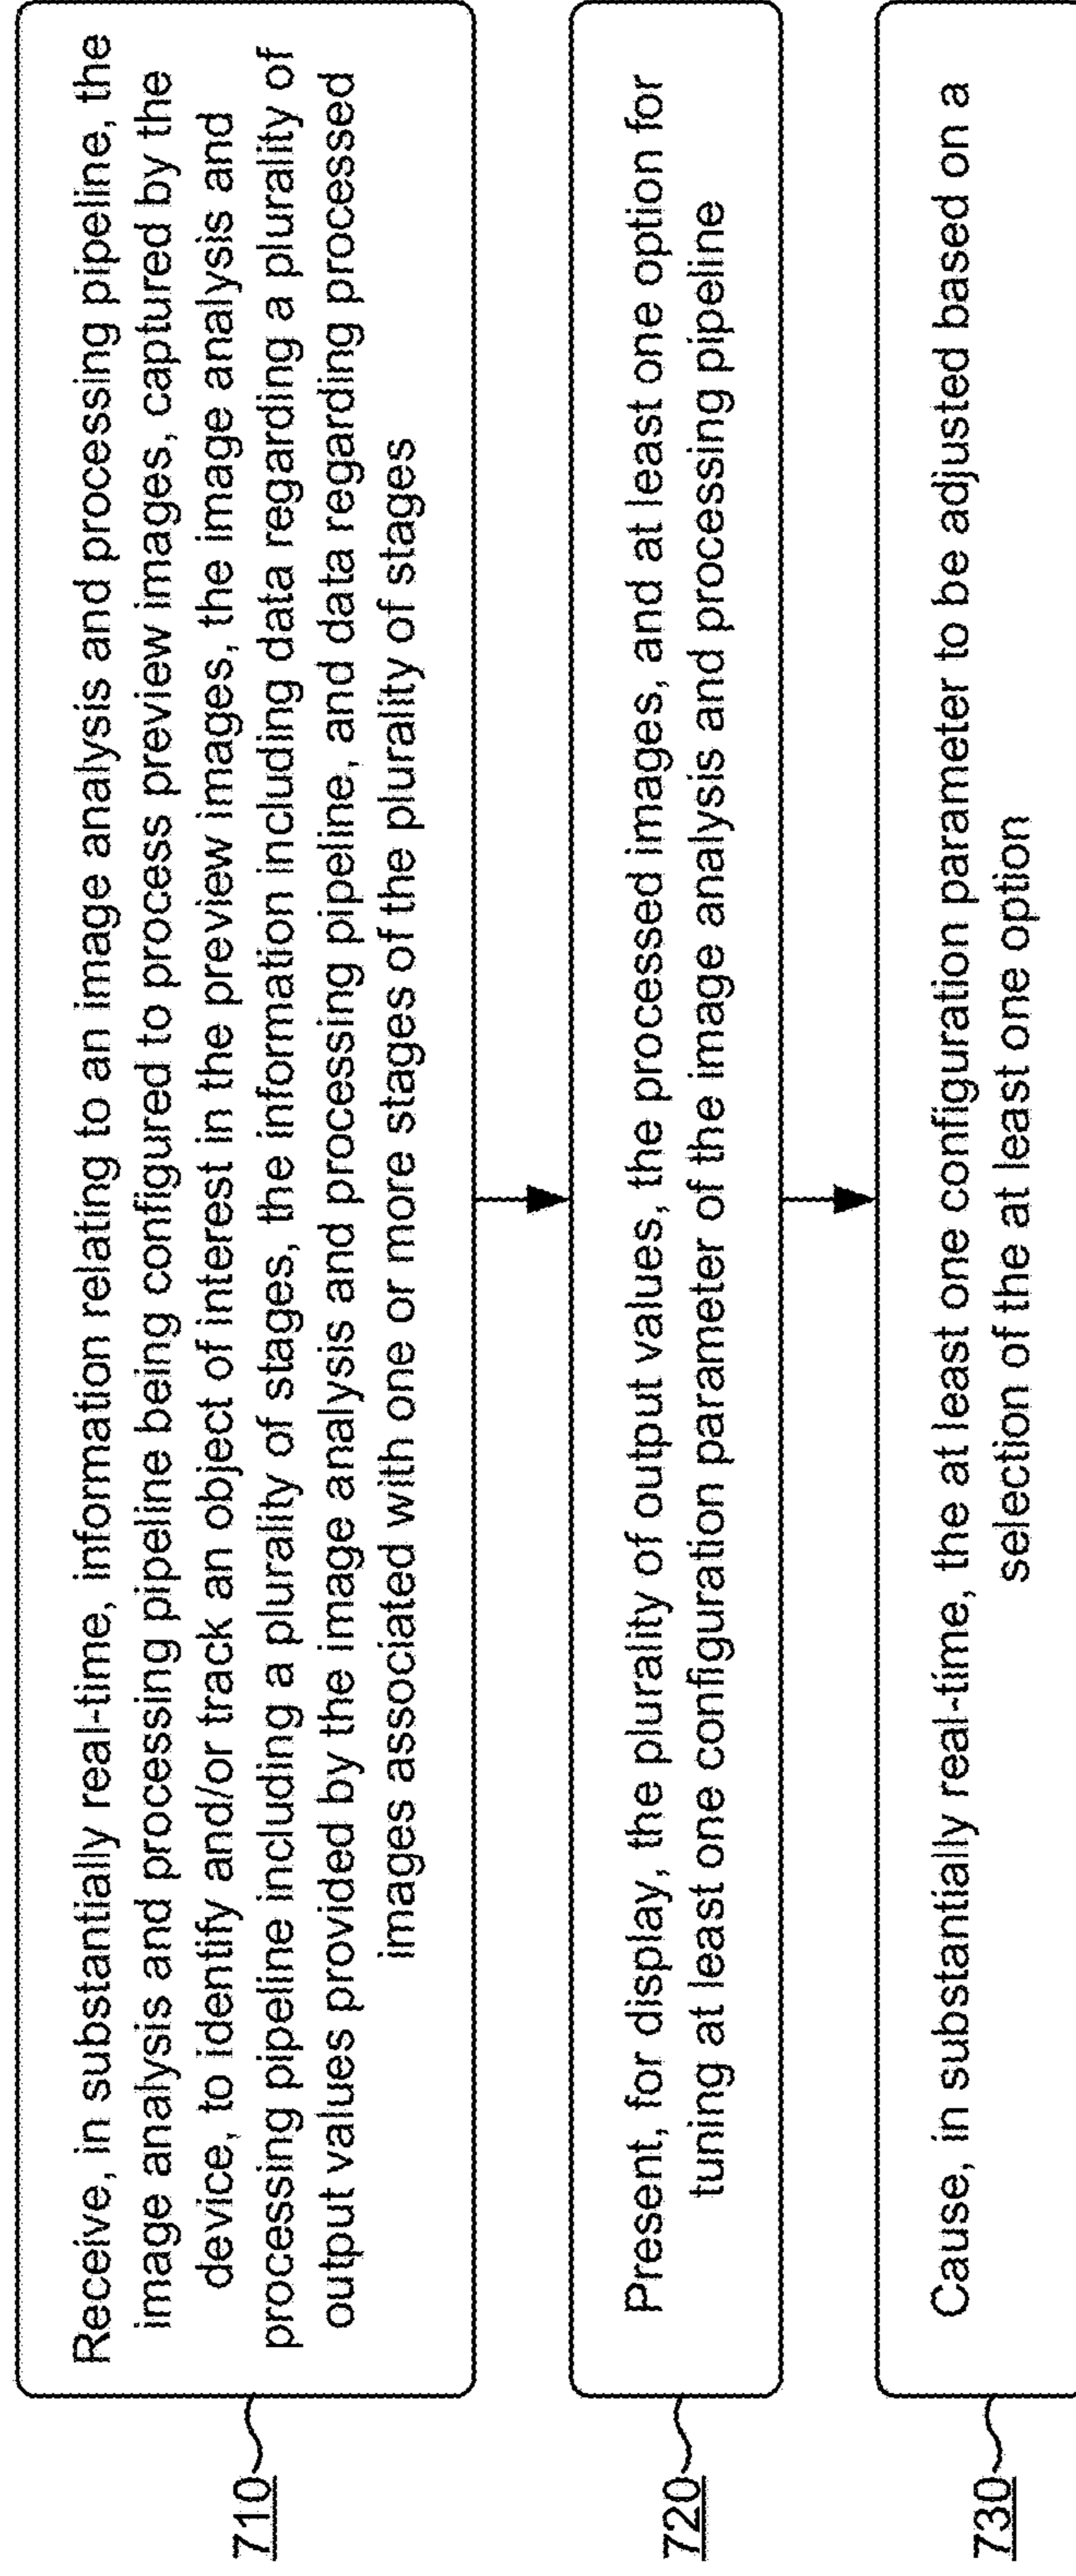 710
Receive, in substantially real-time, information relating to an image analysis and processing pipeline, the
image analysis and processing pipeline being configured to process preview images, captured by the
device, to identify and/or track an object of interest in the preview images, the image analysis and
processing pipeline including a plurality of stages, the information including data regarding a plurality of
output values provided by the image analysis and processing pipeline, and data regarding processed
images associated with one or more stages of the plurality of stages
720
Present, for display, the plurality of output values, the processed images, and at least one option for
tuning at least one configuration parameter of the image analysis and processing pipeline
730
Cause, in substantially real-time, the at least one configuration parameter to be adjusted based on a
selection of the at least one option